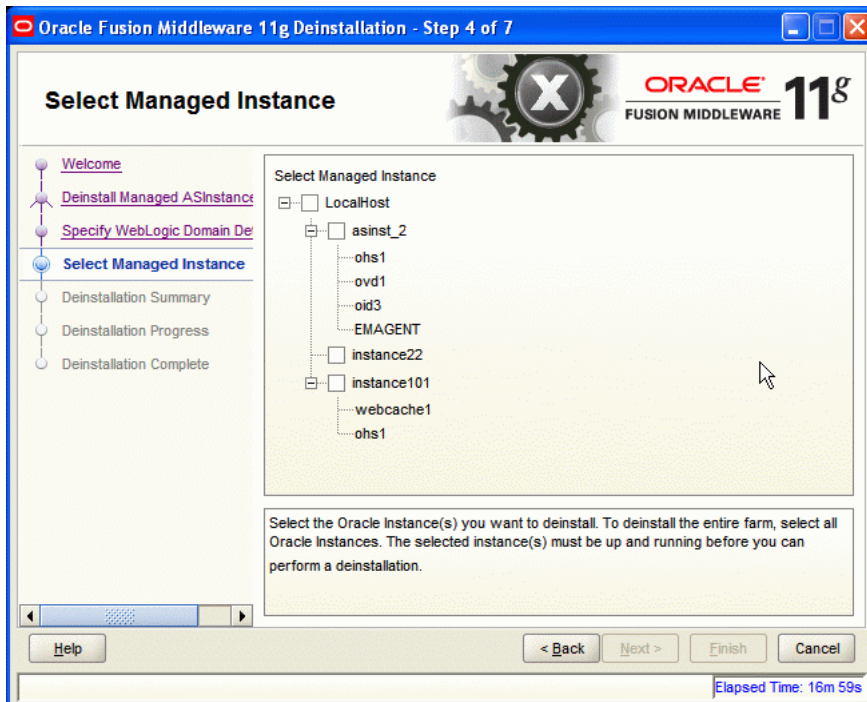 Oracle Fusion Middleware 11g Deinstallation - Step 4 of 7
Select Managed Instance
ORACLE
FUSION MIDDLEWARE
11g
Welcome
Deinstall Managed ASInstance
Specify WebLogic Domain Det
Select Managed Instance
Deinstallation Summary
Deinstallation Progress
Deinstallation Complete
Select Managed Instance
LocalHost
asinst_2
ohs1
ovd1
oid3
EMAGENT
instance22
instance101
webcache1
ohs1
Select the Oracle Instance(s) you want to deinstall. To deinstall the entire farm, select all
Oracle Instances. The selected instance(s) must be up and running before you can
perform a deinstallation.
Help
< Back
Next >
Finish
Cancel
Elapsed Time: 16m 59s